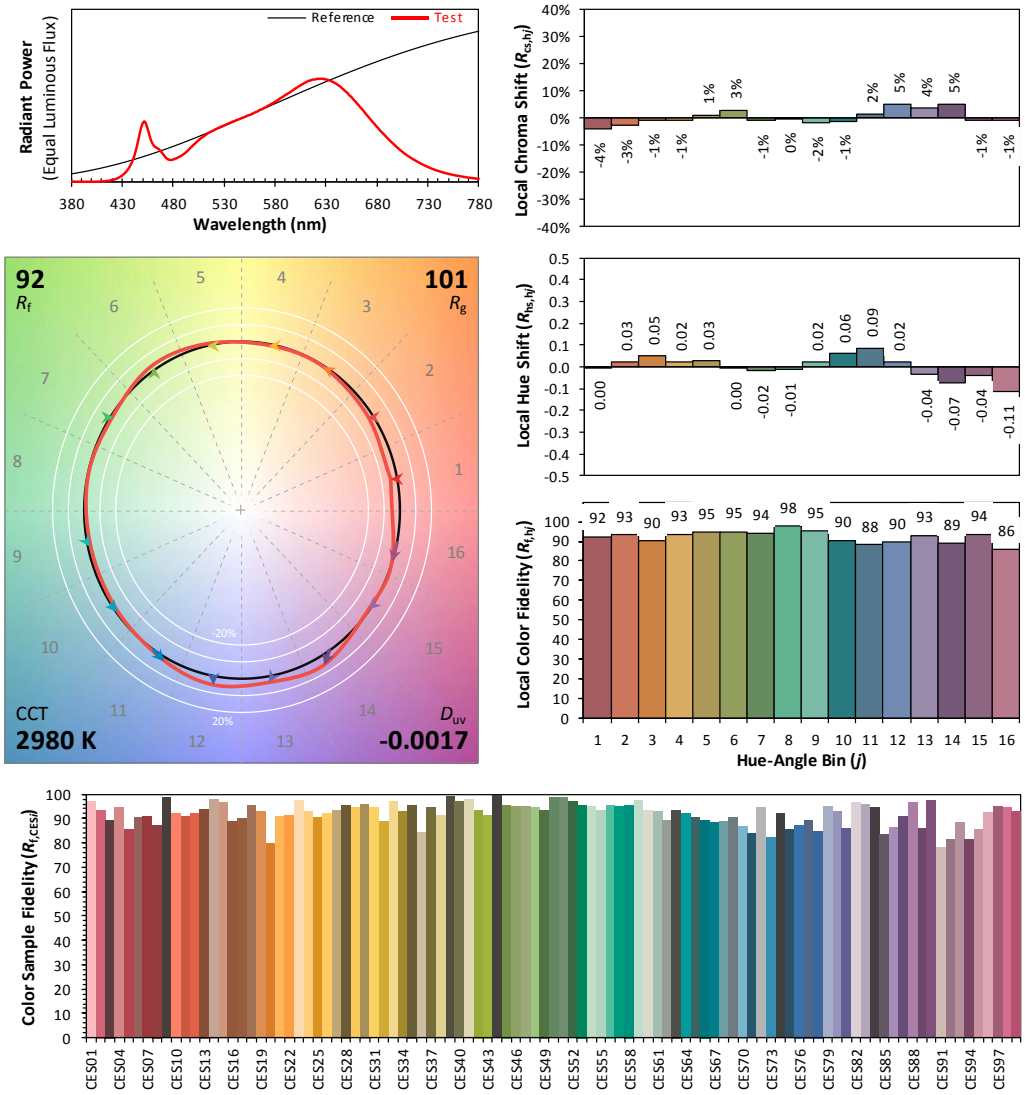 Radiant Power
(Equal Luminous Flux)
Reference
Test
380 430 480 530 580 630 680 730 780
Wavelength (nm)
Local Chroma Shift (Rcs,hj)
40%
30%
20%
10%
0%
-10%
-20%
-30%
-40%
-4% -3% -1% -1% 1% 3% -1% 0% -2% -1% 2% 5% 4% 5% -1% -1%
92
Rf
101
Rg
5 4
6
7
8
9
10
11
12
13
14
15
16
1
2
3
-20%
20%
CCT
2980 K
Duv
-0.0017
Local Hue Shift (Rhs,hj)
0.5
0.4
0.3
0.2
0.1
0.0
-0.1
-0.2
-0.3
-0.4
-0.5
0.00 0.03 0.05 0.02 0.03 0.00 -0.02 -0.01 0.02 0.06 0.09 0.02 -0.04 -0.07 -0.04 -0.11
Local Color Fidelity (Rf,hj)
100
90
80
70
60
50
40
30
20
10
0
92 93 90 93 95 95 94 98 95 90 88 90 93 89 94 86
1 2 3 4 5 6 7 8 9 10 11 12 13 14 15 16
Hue-Angle Bin (j)
Color Sample Fidelity (Rf,CESi)
100
90
80
70
60
50
40
30
20
10
0
CES01 CES04 CES07 CES10 CES13 CES16 CES19 CES22 CES25 CES28 CES31 CES34 CES37 CES40 CES43 CES46 CES49 CES52 CES55 CES58 CES61 CES64 CES67 CES70 CES73 CES76 CES79 CES82 CES85 CES88 CES91 CES94 CES97